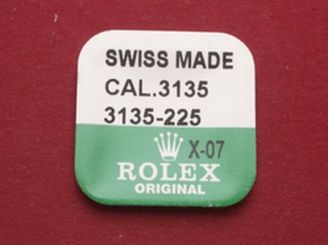 SWISS MADE
CAL.3135
3135-225
X-07
ROLEX
ORIGINAL